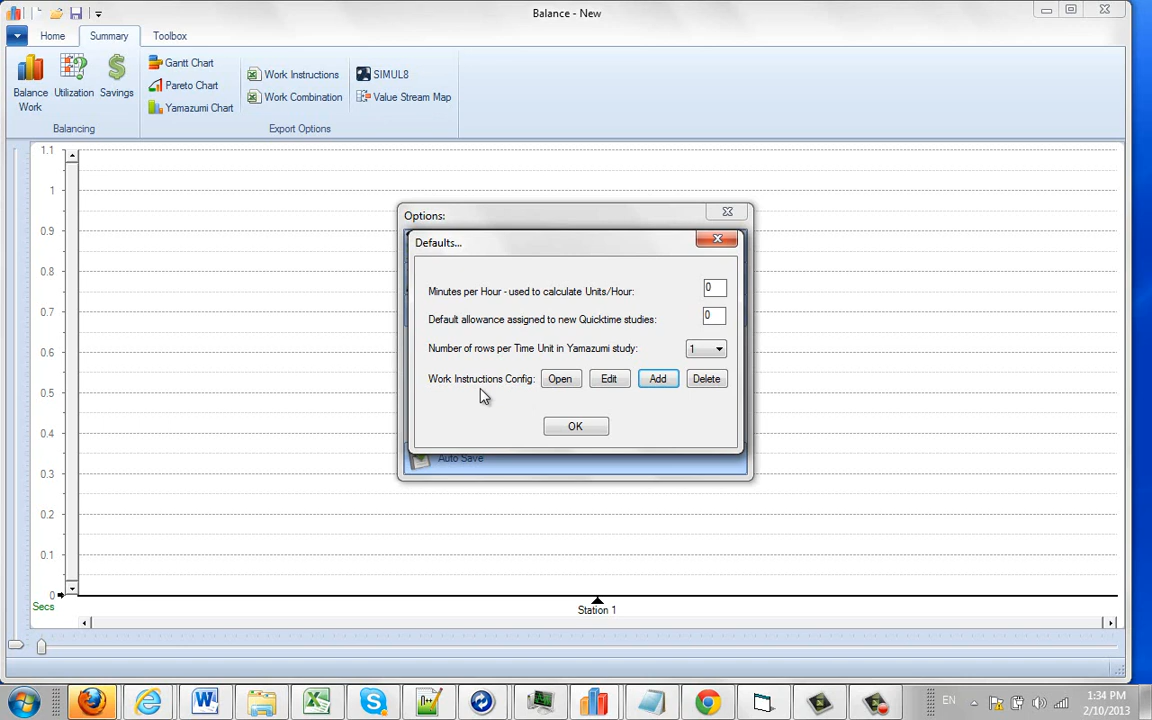 Balance - New
Home
Summary
Toolbox
Balance Work
Utilization
Savings
Balancing
Gantt Chart
Pareto Chart
Yamazumi Chart
Work Instructions
Work Combination
SIMUL8
Value Stream Map
Export Options
1.1
1
0.9
0.8
0.7
0.6
0.5
0.4
0.3
0.2
0.1
0
Secs
Station 1
Options:
Defaults...
Minutes per Hour - used to calculate Units/Hour: 0
Default allowance assigned to new Quicktime studies: 0
Number of rows per Time Unit in Yamazumi study: 1
Work Instructions Config: Open Edit Add Delete
OK
Auto Save
EN
1:34 PM
2/10/2013